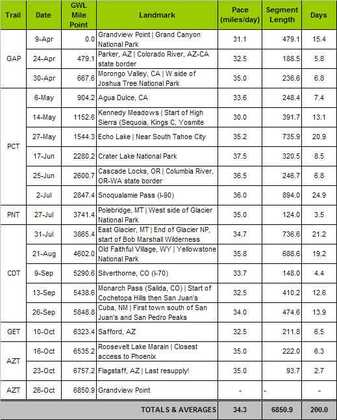 Trail Date GWL Mile Point Landmark Pace (miles/day) Segment Length Days
GAP
9-Apr 0.0 Grandview Point | Grand Canyon National Park 31.1 479.1 15.4
24-Apr 479.1 Parker, AZ | Colorado River, AZ-CA state border 32.5 188.5 5.8
30-Apr 667.6 Morongo Valley, CA | W side of Joshua Tree National Park 35.0 236.6 6.8
PCT
6-May 904.2 Agua Dulce, CA 33.6 248.4 7.4
14-May 1152.6 Kennedy Meadows | Start of High Sierra (Sequoia, Kings C, Yosmite 30.0 391.7 13.1
27-May 1544.3 Echo Lake | Near South Tahoe City 35.2 735.9 20.9
17-Jun 2280.2 Crater Lake National Park 37.5 320.5 8.5
25-Jun 2600.7 Cascade Locks, OR | Columbia River, OR-WA state border 36.5 246.7 6.8
2-Jul 2847.4 Snoqualamie Pass (I-90) 36.0 894.0 24.9
PNT
27-Jul 3741.4 Polebridge, MT | West side of Glacier National Park 35.0 124.0 3.5
CDT
31-Jul 3865.4 East Glacier, MT | End of Glacier NP, start of Bob Marshall Wilderness 34.7 736.6 21.2
21-Aug 4602.0 Old Faithful Village, WY | Yellowstone National Park 35.8 688.6 19.2
9-Sep 5290.6 Silverthorne, CO (I-70) 33.7 148.0 4.4
13-Sep 5438.6 Monarch Pass (Salida, CO) | Start of Cochetopa Hills then San Juan's 32.5 410.2 12.6
26-Sep 5848.8 Cuba, NM | First town south of San Juan's and San Pedro Peaks 34.0 474.6 13.9
GET
10-Oct 6323.4 Safford, AZ 32.5 211.8 6.5
AZT
16-Oct 6535.2 Roosevelt Lake Marain | Closest access to Phoenix 35.0 222.0 6.3
23-Oct 6757.2 Flagstaff, AZ | Last resupply! 35.0 93.7 2.7
AZT 26-Oct 6850.9 Grandview Point - - -
TOTALS & AVERAGES 34.3 6850.9 200.0